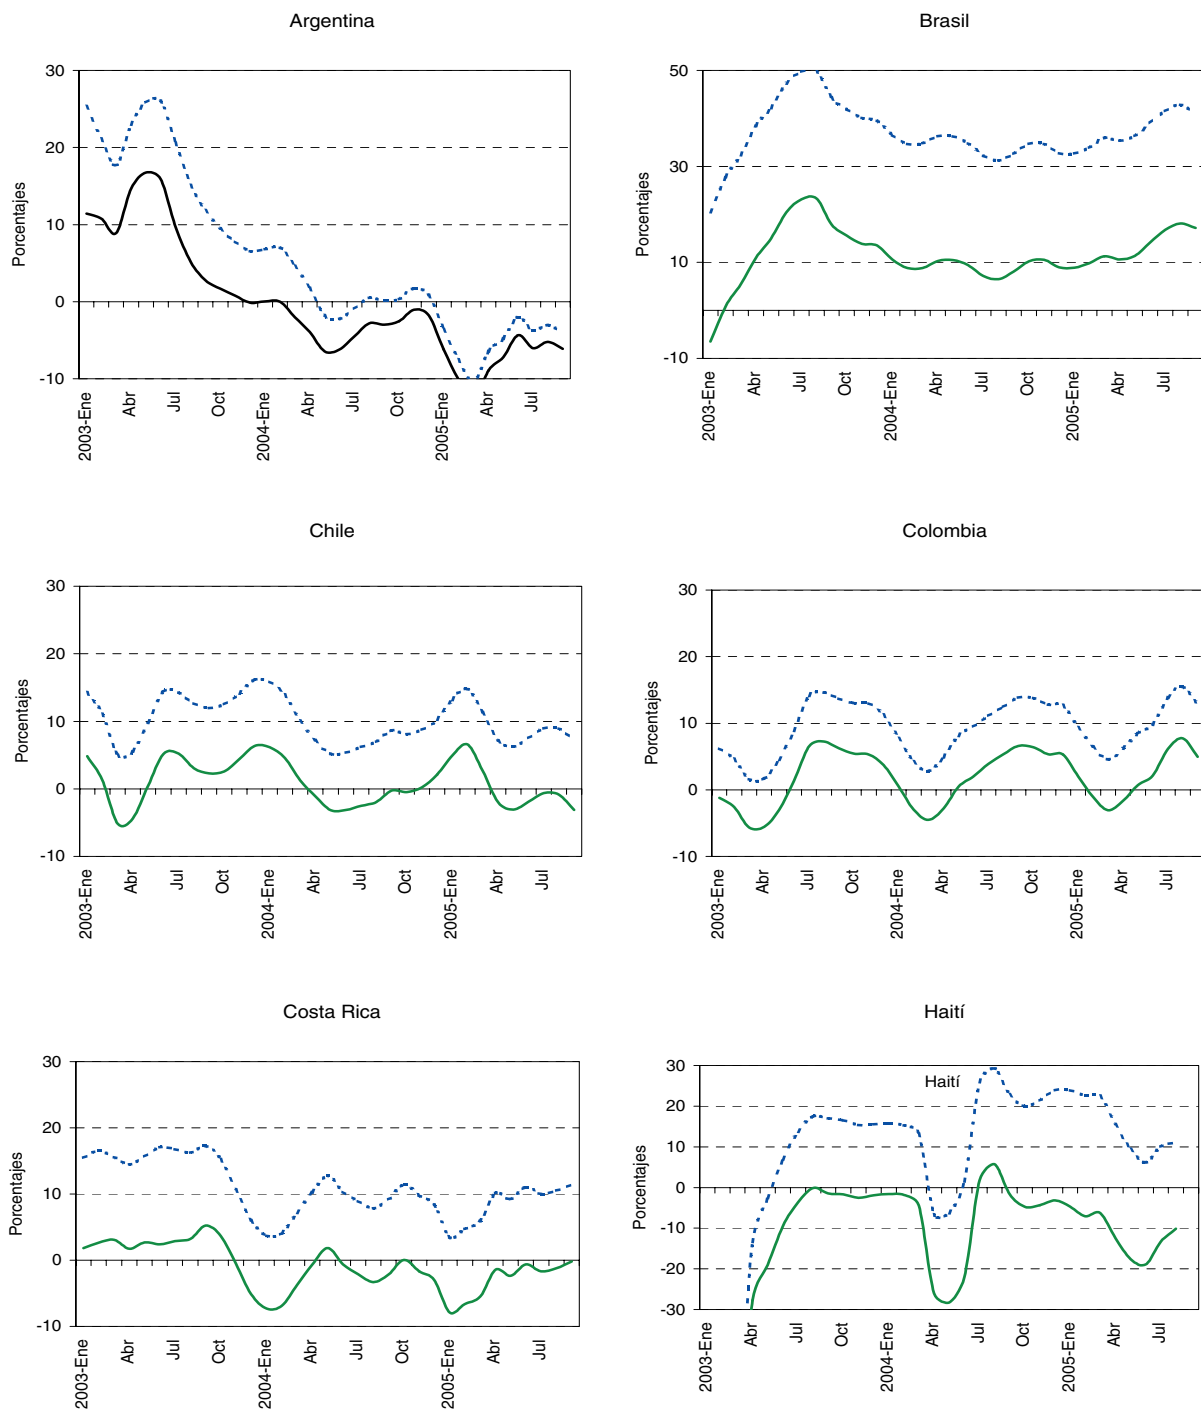 Argentina
Porcentajes
30
20
10
0
-10
2003-Ene
Abr
Jul
Oct
2004-Ene
Abr
Jul
Oct
2005-Ene
Abr
Jul
Brasil
Porcentajes
50
30
10
-10
2003-Ene
Abr
Jul
Oct
2004-Ene
Abr
Jul
Oct
2005-Ene
Abr
Jul
Chile
Porcentajes
30
20
10
0
-10
2003-Ene
Abr
Jul
Oct
2004-Ene
Abr
Jul
Oct
2005-Ene
Abr
Jul
Colombia
Porcentajes
30
20
10
0
-10
2003-Ene
Abr
Jul
Oct
2004-Ene
Abr
Jul
Oct
2005-Ene
Abr
Jul
Costa Rica
Porcentajes
30
20
10
0
-10
2003-Ene
Abr
Jul
Oct
2004-Ene
Abr
Jul
Oct
2005-Ene
Abr
Jul
Haití
Haití
Porcentajes
30
20
10
0
-10
-20
-30
2003-Ene
Abr
Jul
Oct
2004-Ene
Abr
Jul
Oct
2005-Ene
Abr
Jul